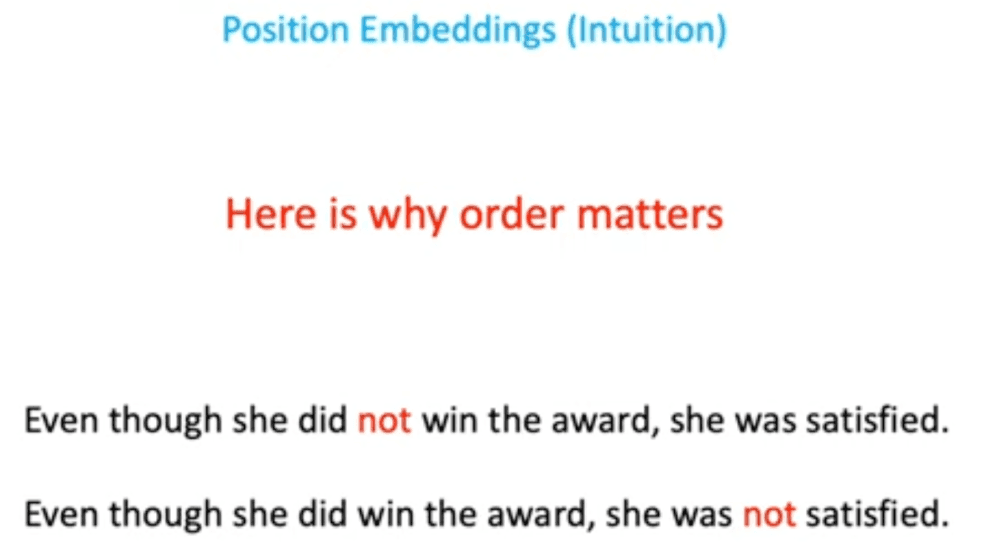 Position Embeddings (Intuition)
Here is why order matters
Even though she did not win the award, she was satisfied.
Even though she did win the award, she was not satisfied.